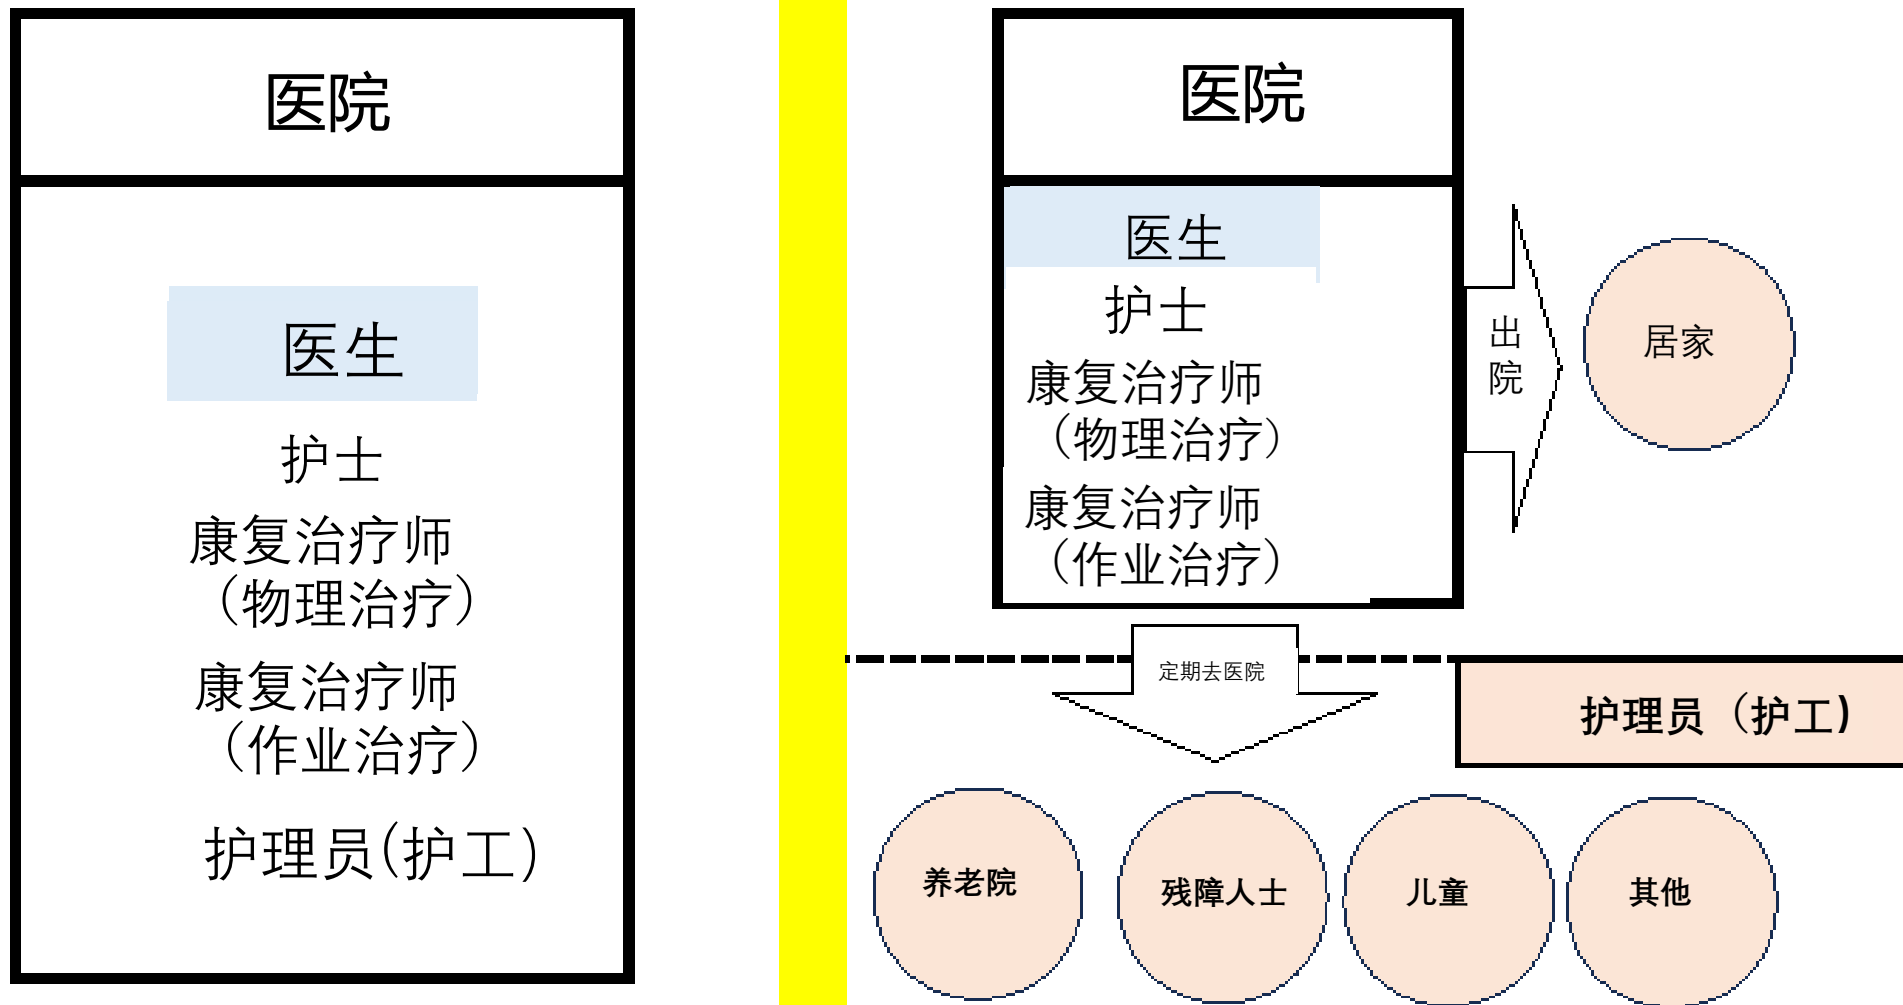 医院
医生
护士
康复治疗师
（物理治疗）
康复治疗师
（作业治疗）
护理员(护工)
医院
医生
护士
康复治疗师
（物理治疗）
康复治疗师
（作业治疗）
出
院
居家
定期去医院
护理员（护工)
养老院
残障人士
儿童
其他